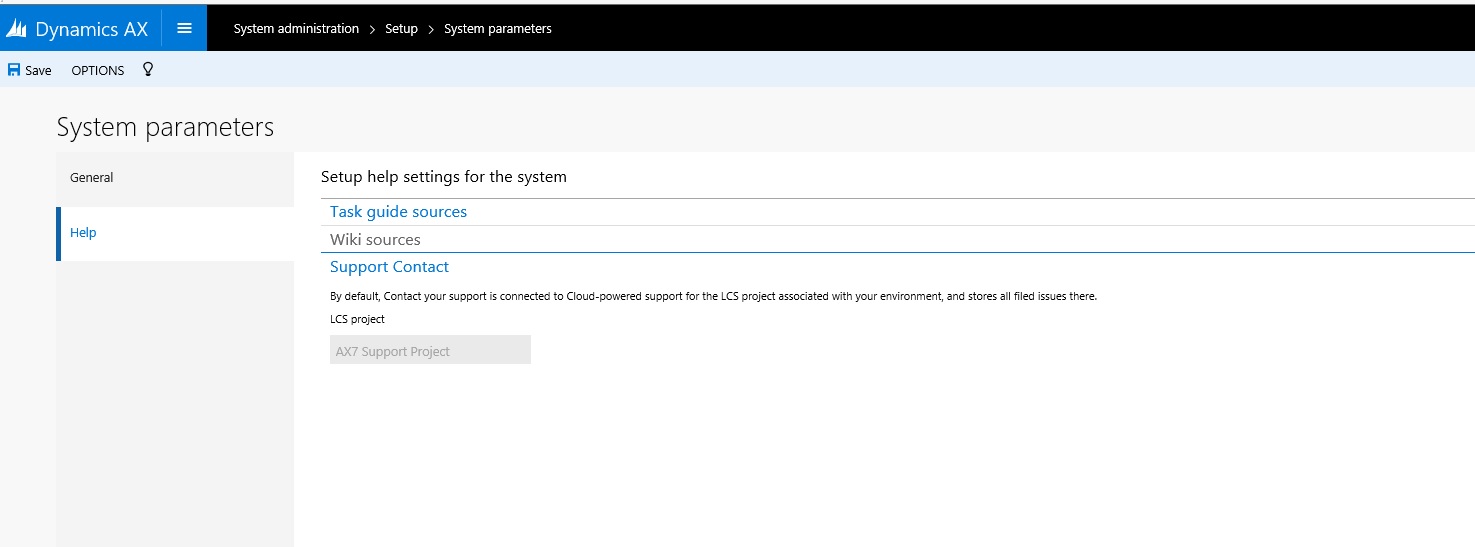 Dynamics AX
System administration > Setup > System parameters
Save OPTIONS
System parameters
General
Help
Setup help settings for the system
Task guide sources
Wiki sources
Support Contact
By default, Contact your support is connected to Cloud-powered support for the LCS project associated with your environment, and stores all filed issues there.
LCS project
AX7 Support Project